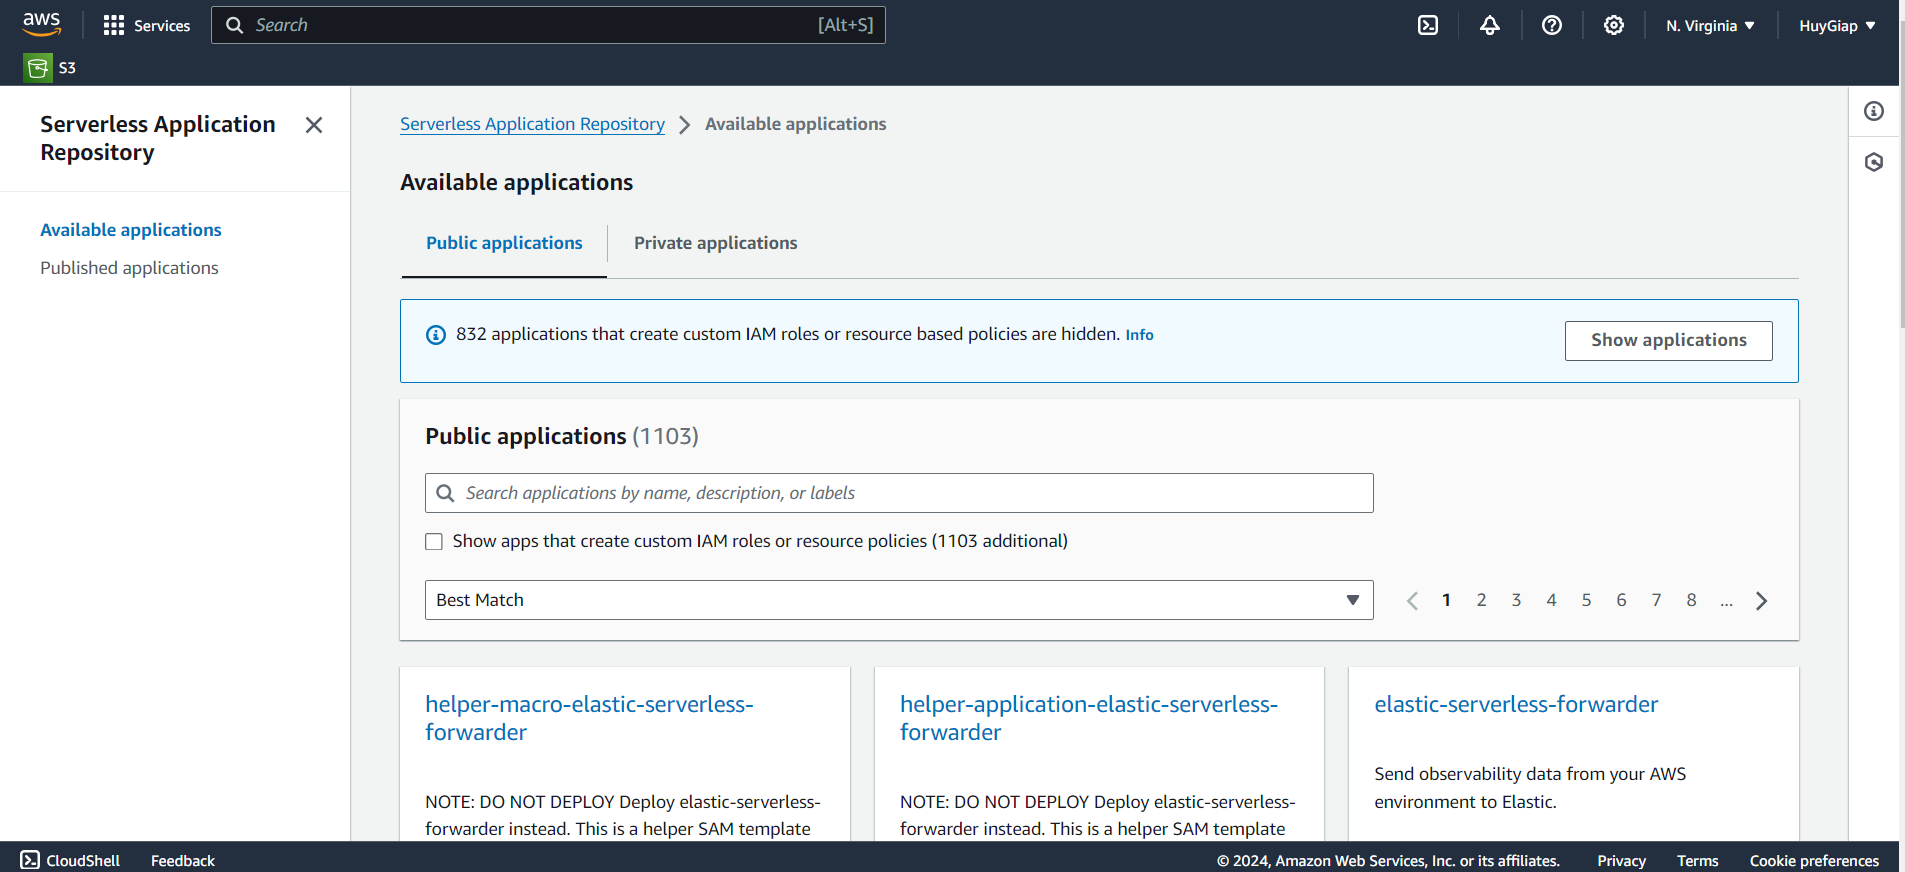 aws
Services
Search
[Alt+S]
N. Virginia
HuyGiap
S3
Serverless Application
Repository
Available applications
Published applications
Serverless Application Repository
Available applications
Available applications
Public applications
Private applications
832 applications that create custom IAM roles or resource based policies are hidden. Info
Show applications
Public applications (1103)
Search applications by name, description, or labels
Show apps that create custom IAM roles or resource policies (1103 additional)
Best Match
1 2 3 4 5 6 7 8 ...
helper-macro-elastic-serverless-
forwarder
NOTE: DO NOT DEPLOY Deploy elastic-serverless-
forwarder instead. This is a helper SAM template
helper-application-elastic-serverless-
forwarder
NOTE: DO NOT DEPLOY Deploy elastic-serverless-
forwarder instead. This is a helper SAM template
elastic-serverless-forwarder
Send observability data from your AWS
environment to Elastic.
CloudShell
Feedback
© 2024, Amazon Web Services, Inc. or its affiliates.
Privacy
Terms
Cookie preferences